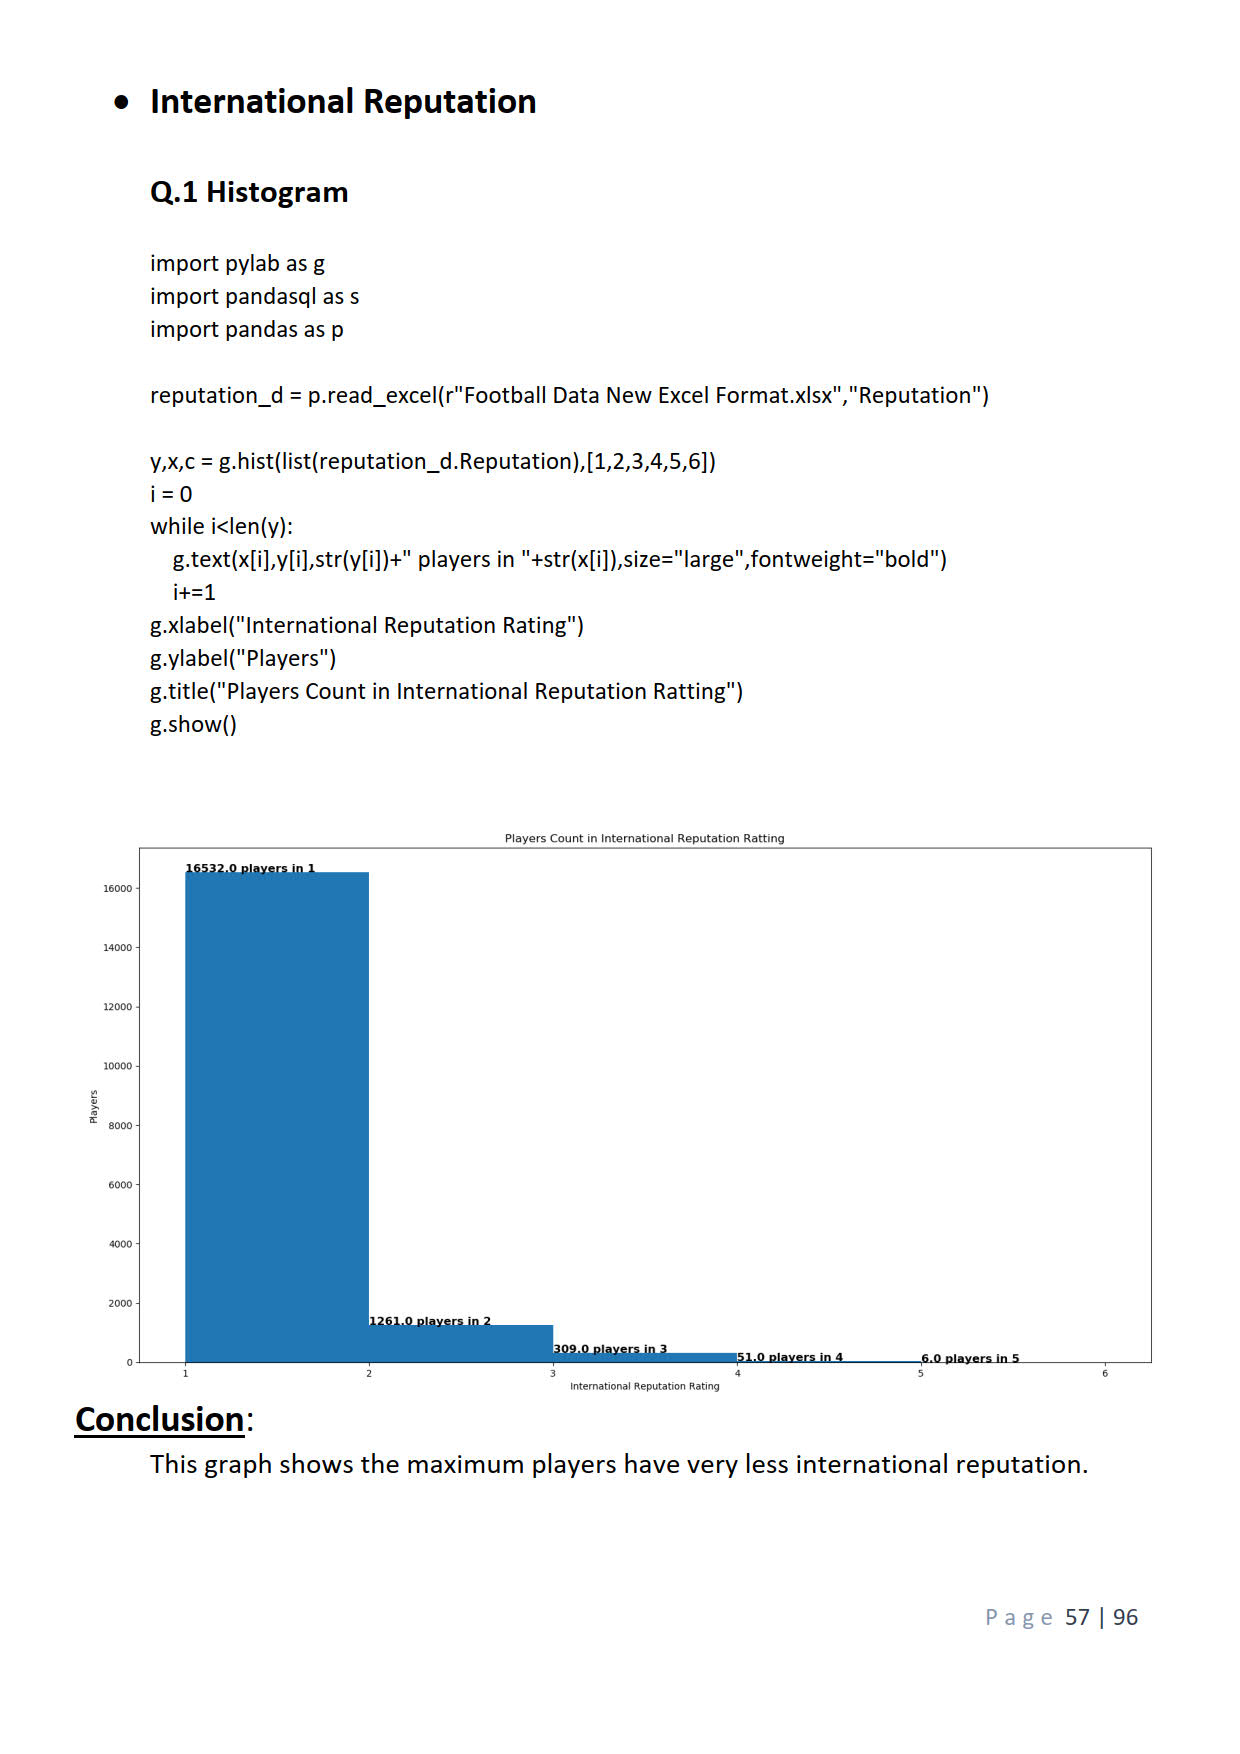 ● International Reputation
Q.1 Histogram
import pylab as g
import pandasql as s
import pandas as p
reputation_d = p.read_excel(r"Football Data New Excel Format.xlsx","Reputation")
y,x,c = g.hist(list(reputation_d.Reputation),[1,2,3,4,5,6])
i = 0
while i<len(y):
g.text(x[i],y[i],str(y[i])+" players in "+str(x[i]),size="large",fontweight="bold")
i+=1
g.xlabel("International Reputation Rating")
g.ylabel("Players")
g.title("Players Count in International Reputation Ratting")
g.show()
Players Count in International Reputation Ratting
16532.0 players in 1
16000
14000
12000
10000
Players
8000
6000
4000
2000
1261.0 players in 2
309.0 players in 3
51.0 players in 4
6.0 players in 5
0
1 2 3 4 5 6
International Reputation Rating
Conclusion:
This graph shows the maximum players have very less international reputation.
Page 57 | 96